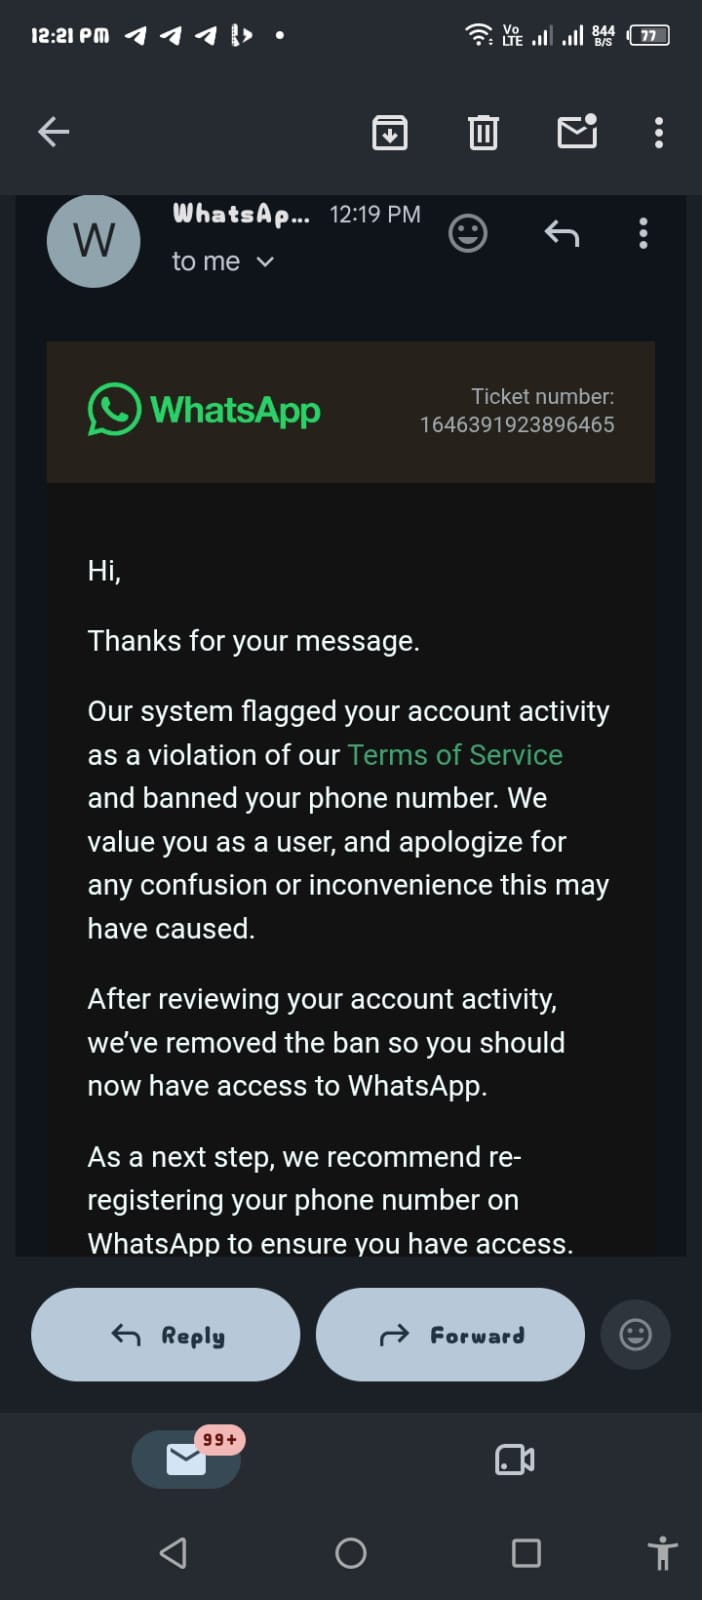 12:21 PM
Vo LTE 844 B/S 77
WhatsAp... 12:19 PM
W
to me
WhatsApp
Ticket number:
1646391923896465
Hi,
Thanks for your message.
Our system flagged your account activity
as a violation of our Terms of Service
and banned your phone number. We
value you as a user, and apologize for
any confusion or inconvenience this may
have caused.
After reviewing your account activity,
we’ve removed the ban so you should
now have access to WhatsApp.
As a next step, we recommend re-
registering your phone number on
WhatsApp to ensure you have access.
Reply Forward
99+